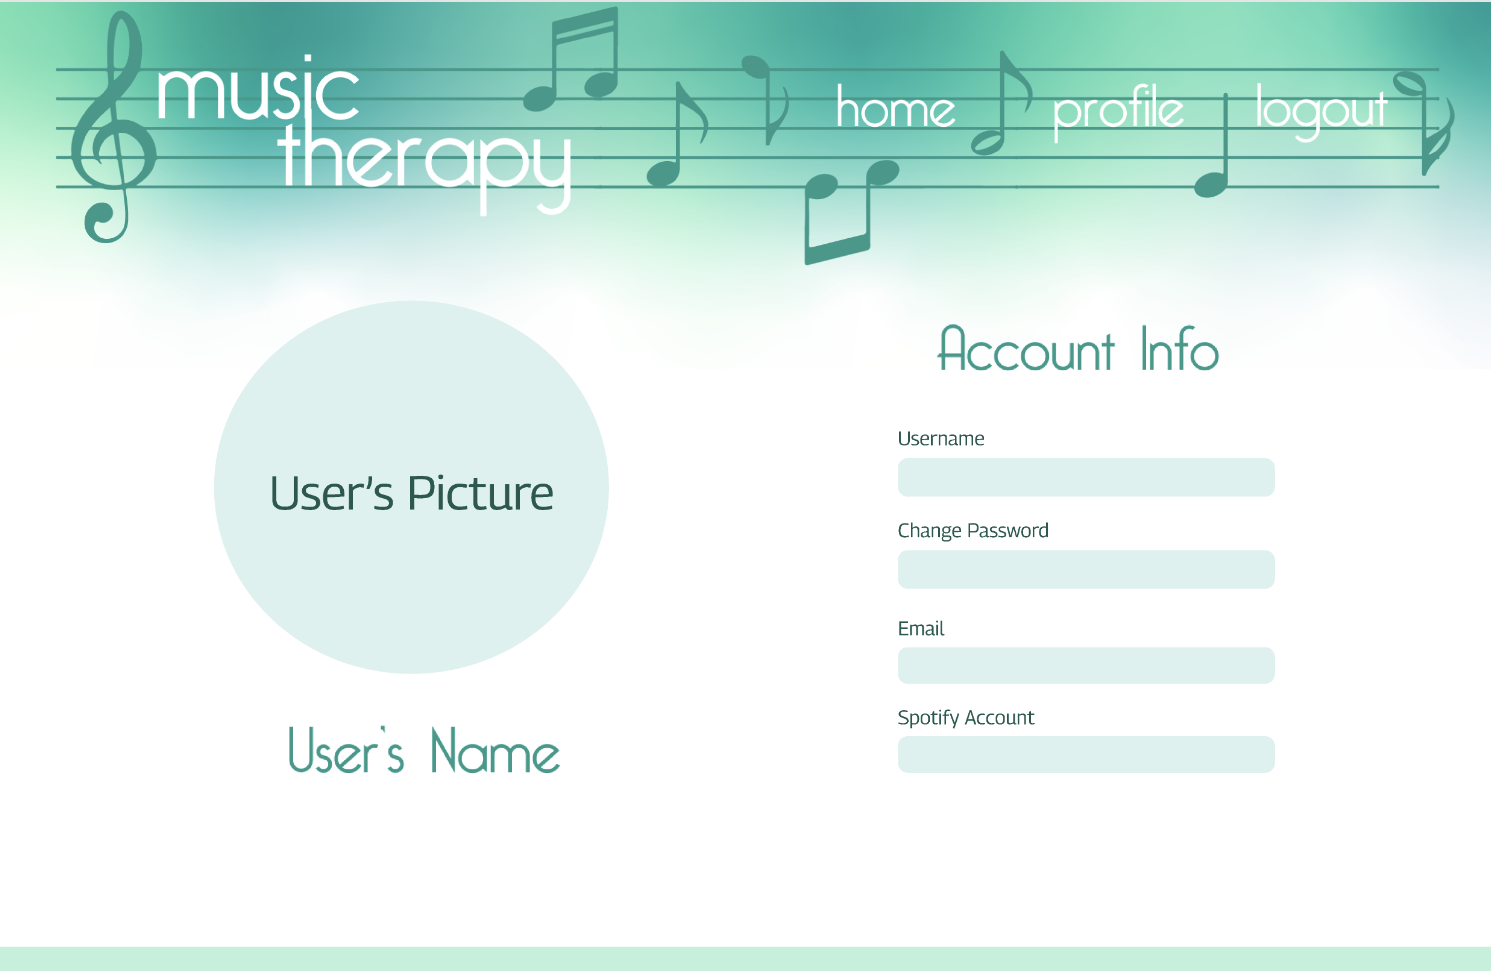 music
therapy
home
profile
logout
User's Picture
User's Name
Account Info
Username
Change Password
Email
Spotify Account